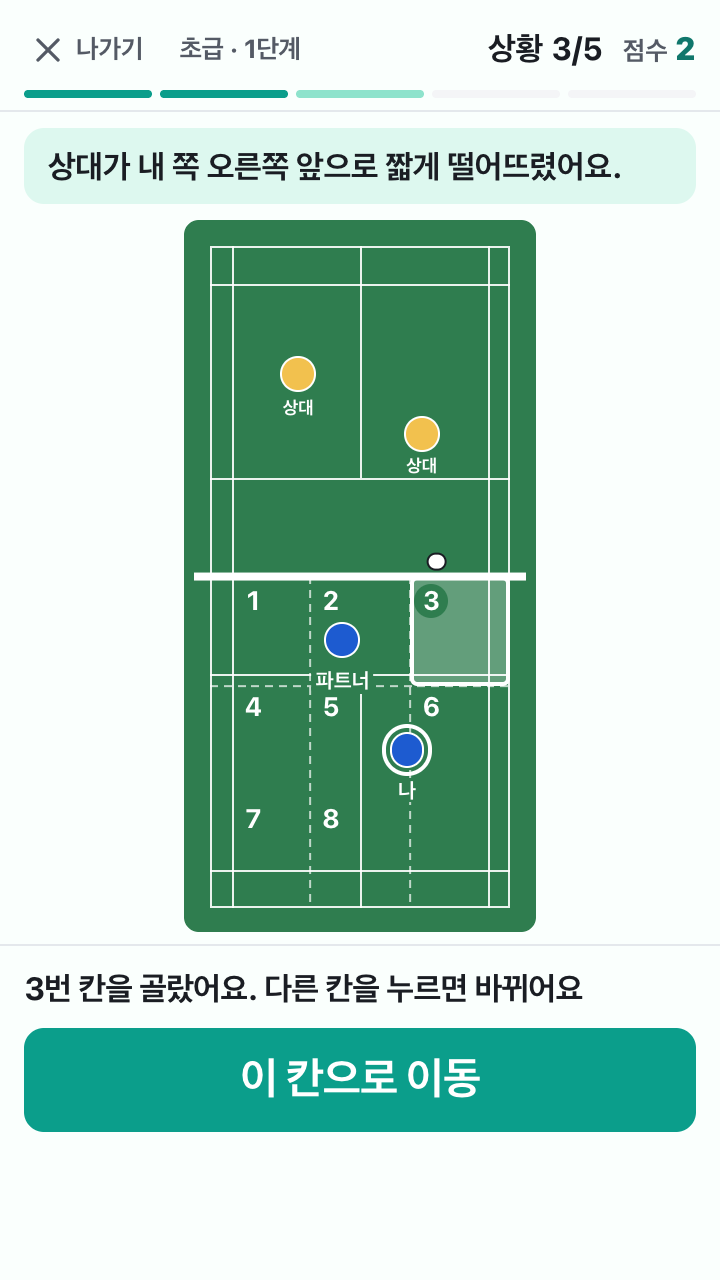 나가기 초급 · 1단계 상황 3/5 점수 2
상대가 내 쪽 오른쪽 앞으로 짧게 떨어뜨렸어요.
상대
상대
1 2 3
파트너
4 5 6
나
7 8
3번 칸을 골랐어요. 다른 칸을 누르면 바뀌어요
이 칸으로 이동